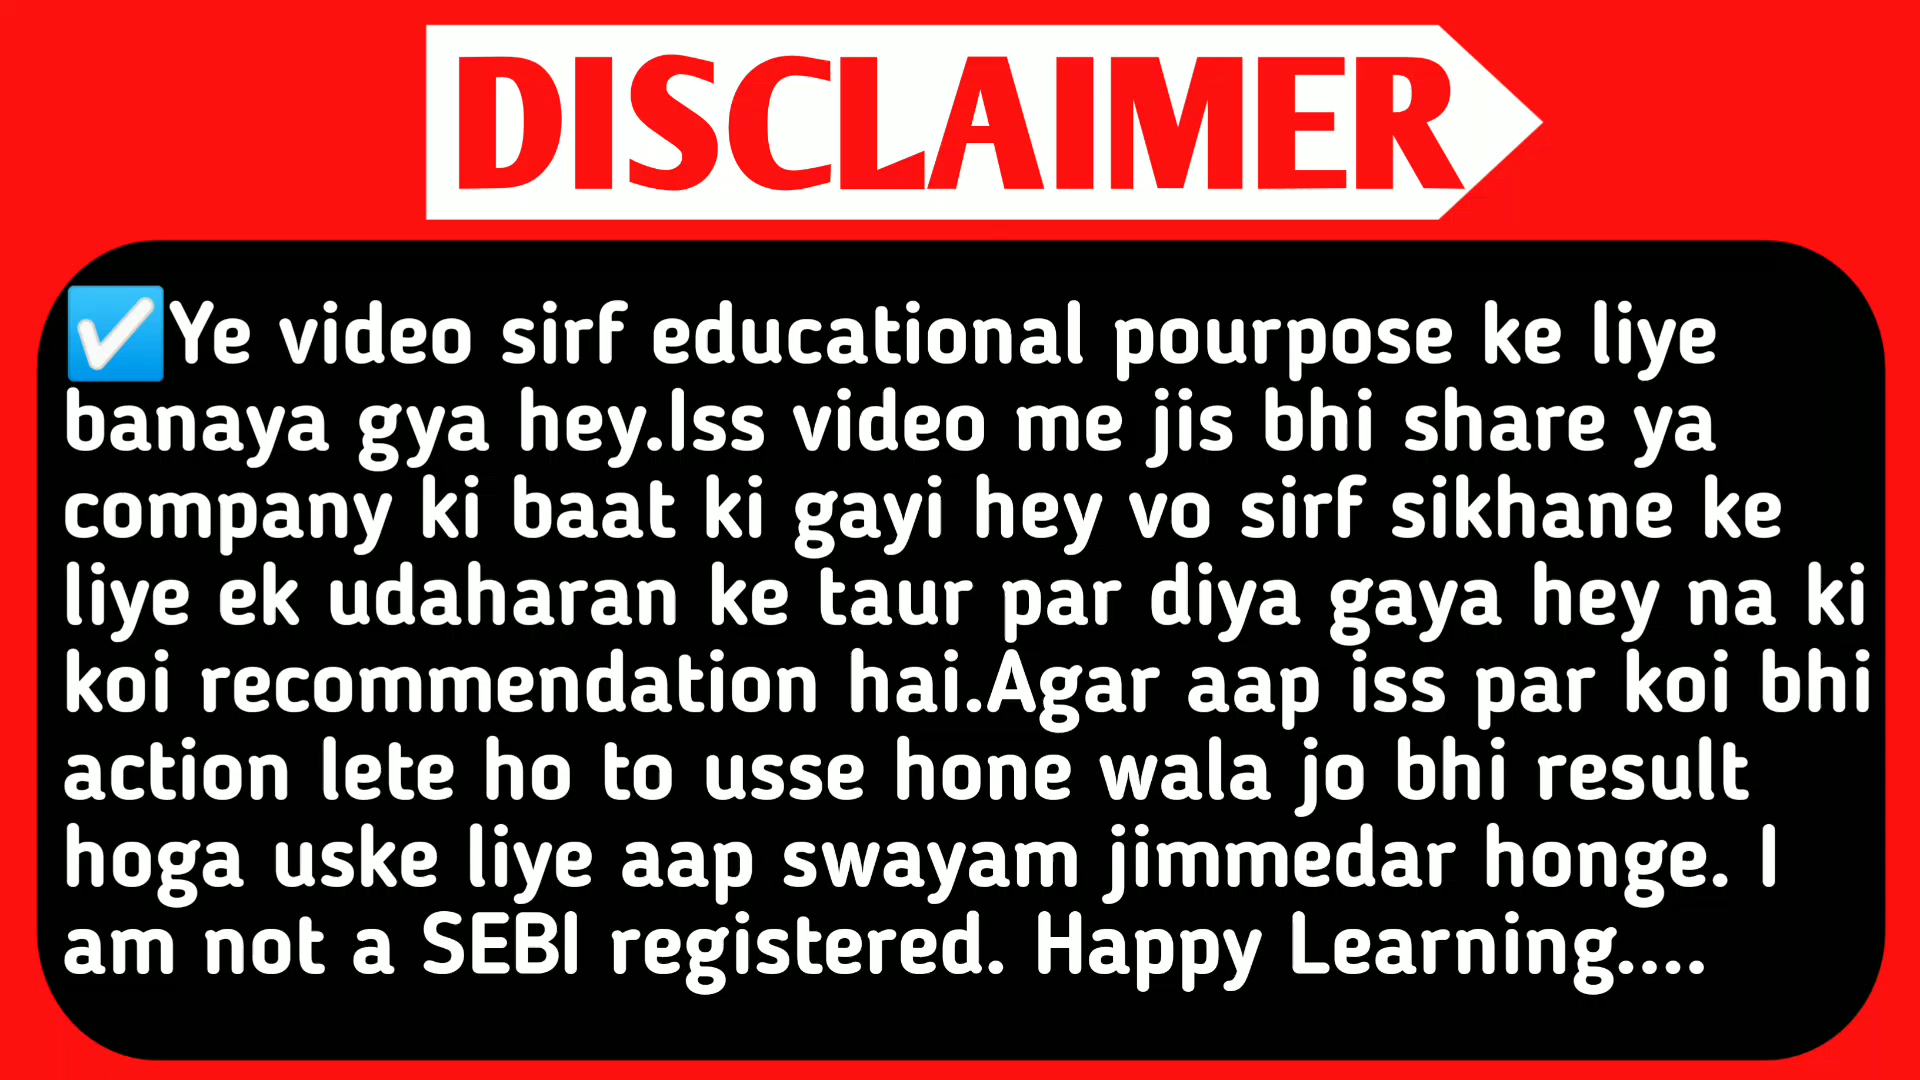 DISCLAIMER
✅Ye video sirf educational pourpose ke liye
banaya gya hey.Iss video me jis bhi share ya
company ki baat ki gayi hey vo sirf sikhane ke
liye ek udaharan ke taur par diya gaya hey na ki
koi recommendation hai.Agar aap iss par koi bhi
action lete ho to usse hone wala jo bhi result
hoga uske liye aap swayam jimmedar honge. I
am not a SEBI registered. Happy Learning....